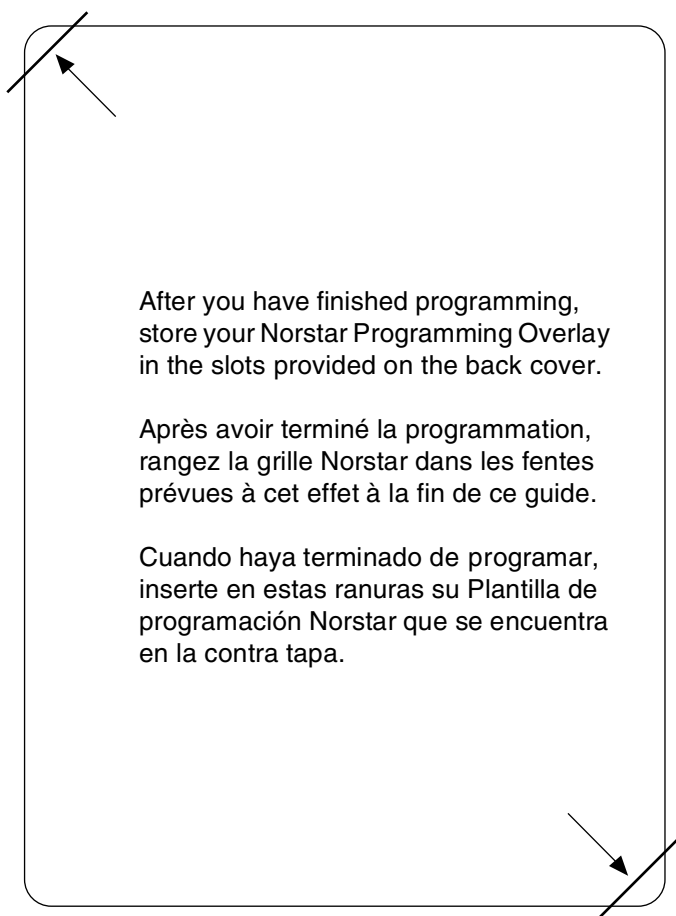 After you have finished programming,
store your Norstar Programming Overlay
in the slots provided on the back cover.
Après avoir terminé la programmation,
rangez la grille Norstar dans les fentes
prévues à cet effet à la fin de ce guide.
Cuando haya terminado de programar,
inserte en estas ranuras su Plantilla de
programación Norstar que se encuentra
en la contra tapa.